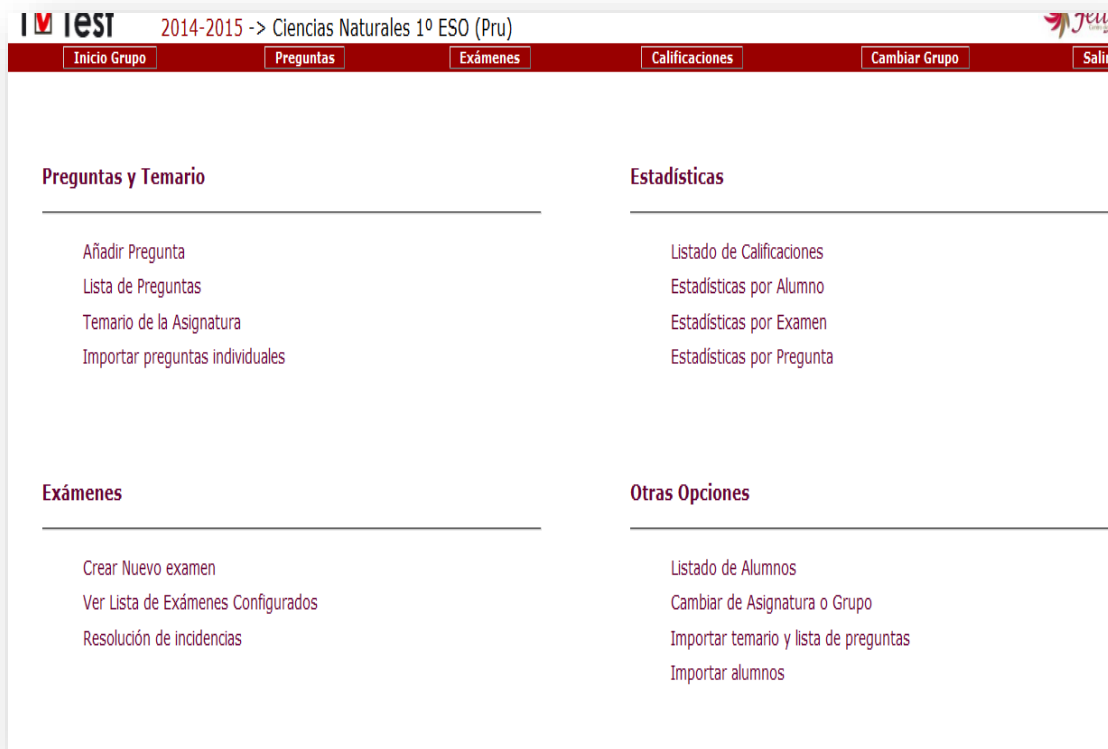 Test
2014-2015 -> Ciencias Naturales 1º ESO (Pru)
Inicio Grupo Preguntas Exámenes Calificaciones Cambiar Grupo Salir
Preguntas y Temario
Añadir Pregunta
Lista de Preguntas
Temario de la Asignatura
Importar preguntas individuales
Estadísticas
Listado de Calificaciones
Estadísticas por Alumno
Estadísticas por Examen
Estadísticas por Pregunta
Exámenes
Crear Nuevo examen
Ver Lista de Exámenes Configurados
Resolución de incidencias
Otras Opciones
Listado de Alumnos
Cambiar de Asignatura o Grupo
Importar temario y lista de preguntas
Importar alumnos